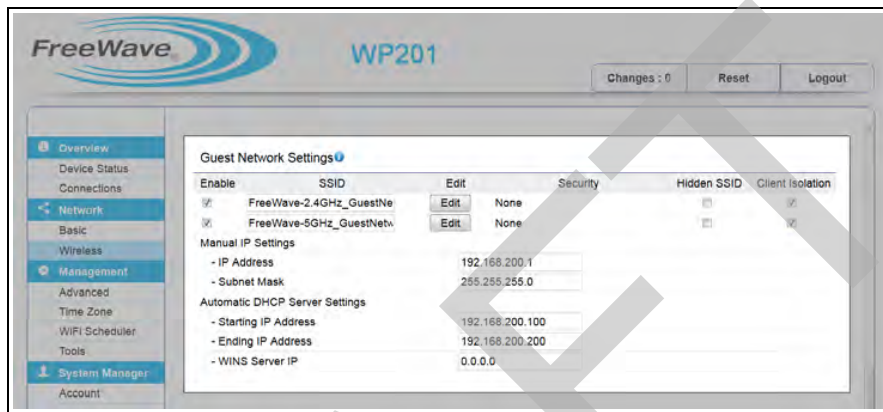 FreeWave
WP201
Changes : 0 Reset Logout
Overview
Device Status
Connections
Network
Basic
Wireless
Management
Advanced
Time Zone
WiFi Scheduler
Tools
System Manager
Account
Guest Network Settings
Enable SSID Edit Security Hidden SSID Client Isolation
FreeWave-2.4GHz_GuestNe Edit None
FreeWave-5GHz_GuestNetw Edit None
Manual IP Settings
- IP Address 192.168.200.1
- Subnet Mask 255.255.255.0
Automatic DHCP Server Settings
- Starting IP Address 192.168.200.100
- Ending IP Address 192.168.200.200
- WINS Server IP 0.0.0.0